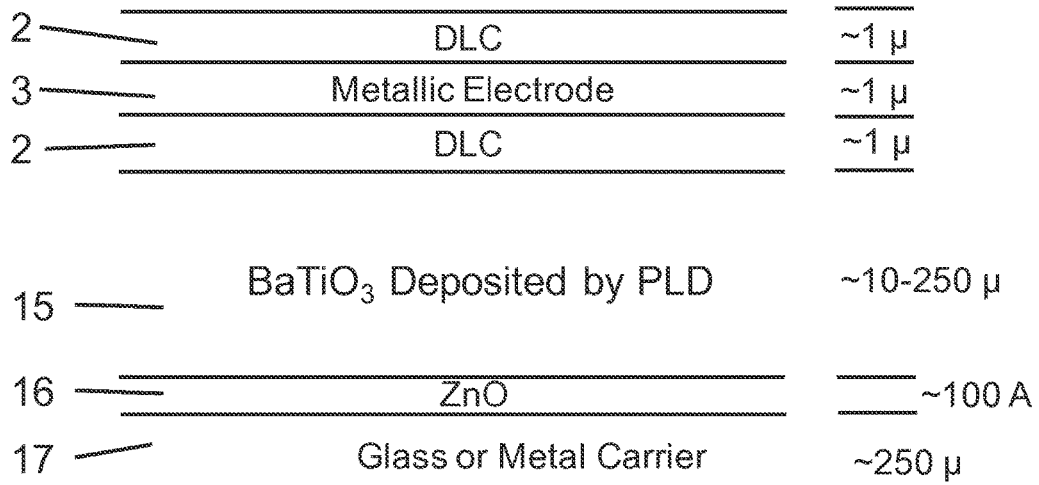 2 DLC ~1 µ
3 Metallic Electrode ~1 µ
2 DLC ~1 µ
15 BaTiO₃ Deposited by PLD ~10-250 µ
16 ZnO ~100 A
17 Glass or Metal Carrier ~250 µ